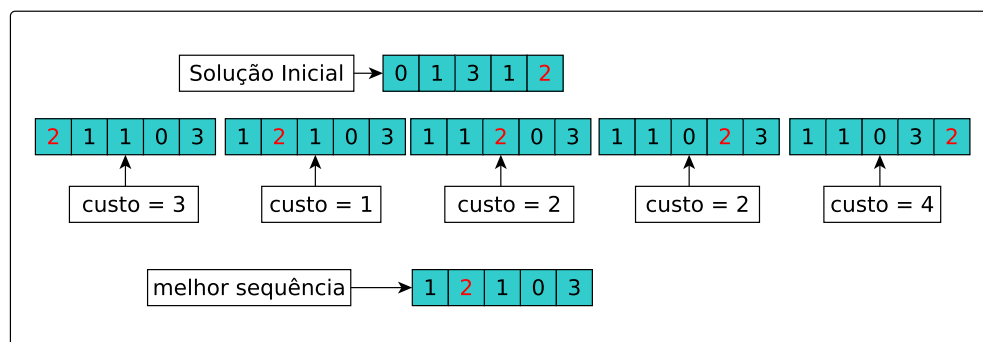 Solução Inicial 0 1 3 1 2
2 1 1 0 3 1 2 1 0 3 1 1 2 0 3 1 1 0 2 3 1 1 0 3 2
custo = 3 custo = 1 custo = 2 custo = 2 custo = 4
melhor sequência 1 2 1 0 3